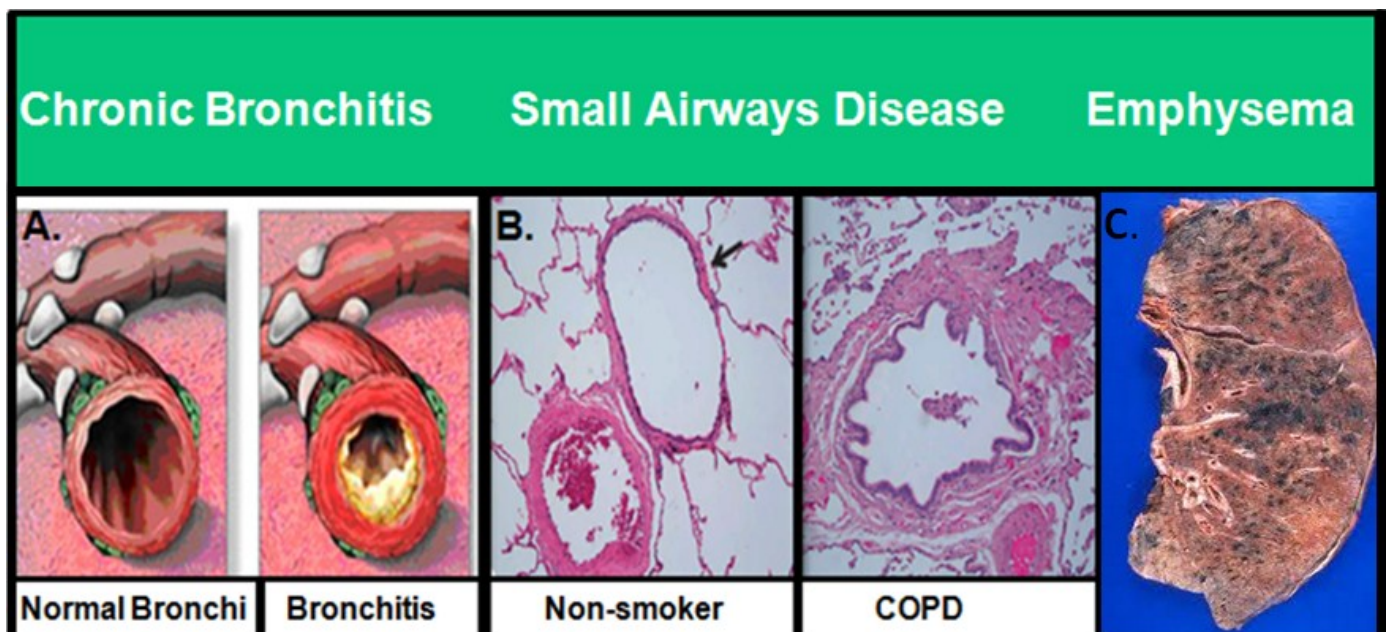 Chronic Bronchitis Small Airways Disease Emphysema
A. B. C.
Normal Bronchi Bronchitis Non-smoker COPD